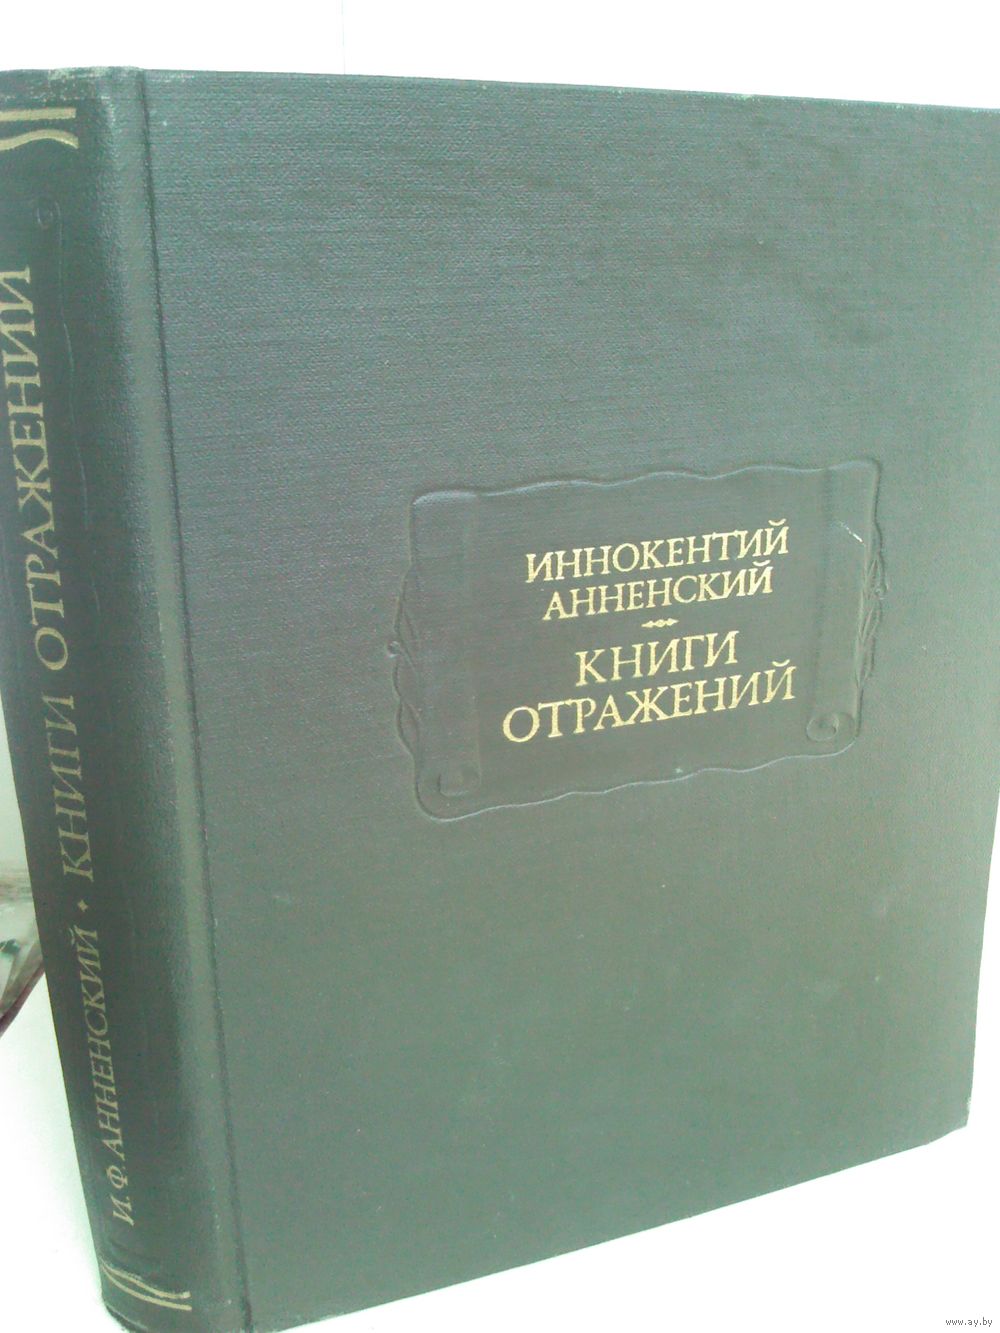 ИННОКЕНТИЙ
АННЕНСКИЙ
КНИГИ
ОТРАЖЕНИЙ
И. Ф. АННЕНСКИЙ • КНИГИ ОТРАЖЕНИЙ
www.ay.by